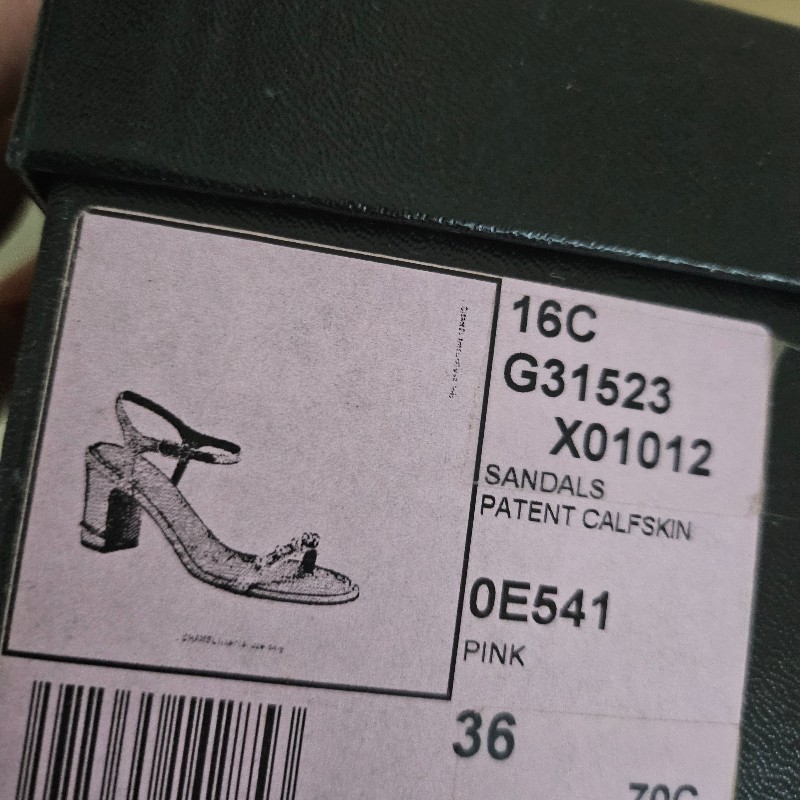 16C
G31523
X01012
SANDALS
PATENT CALFSKIN
0E541
PINK
36